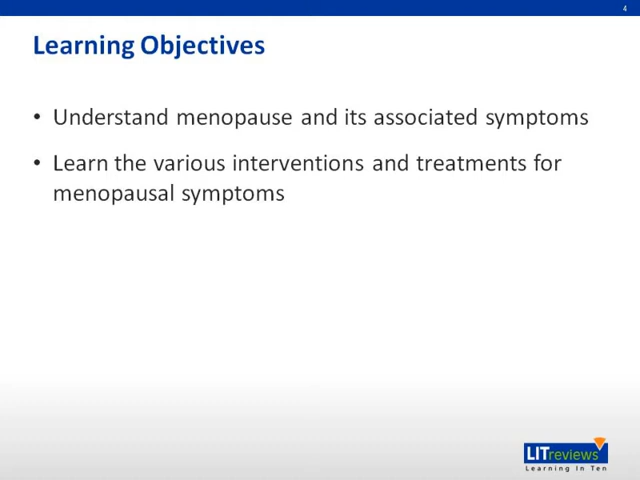 4
Learning Objectives
• Understand menopause and its associated symptoms
• Learn the various interventions and treatments for
menopausal symptoms
LITreviews
Learning In Ten